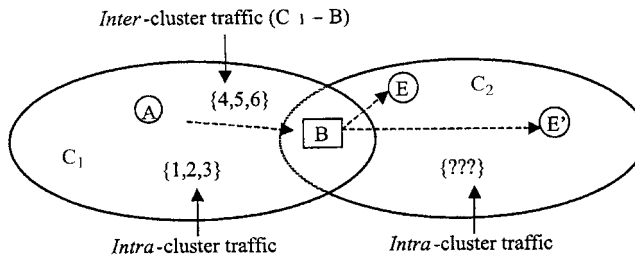 Inter-cluster traffic (C 1 – B)
A
{4,5,6}
E
C2
B
E'
C1
{1,2,3}
{???}
Intra-cluster traffic
Intra-cluster traffic